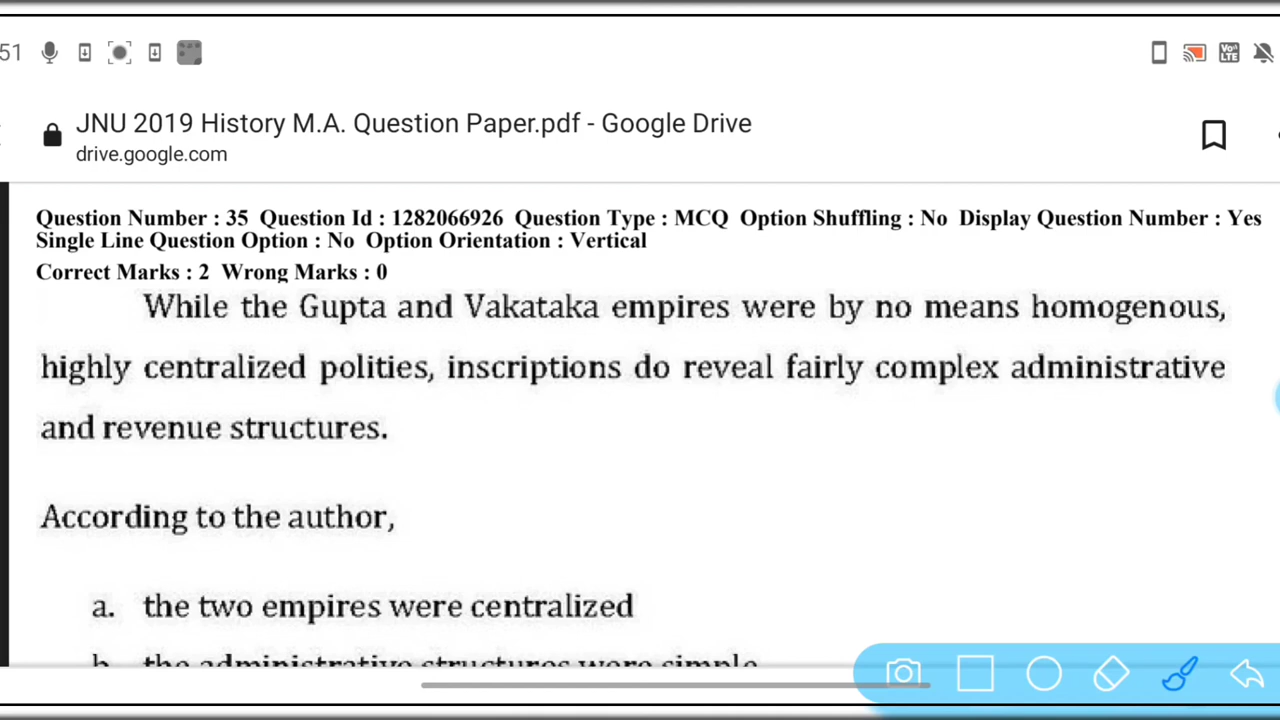 51
JNU 2019 History M.A. Question Paper.pdf - Google Drive
drive.google.com
Question Number : 35 Question Id : 1282066926 Question Type : MCQ Option Shuffling : No Display Question Number : Yes
Single Line Question Option : No Option Orientation : Vertical
Correct Marks : 2 Wrong Marks : 0
While the Gupta and Vakataka empires were by no means homogenous,
highly centralized polities, inscriptions do reveal fairly complex administrative
and revenue structures.
According to the author,
a. the two empires were centralized
b. the administrative structures were simple